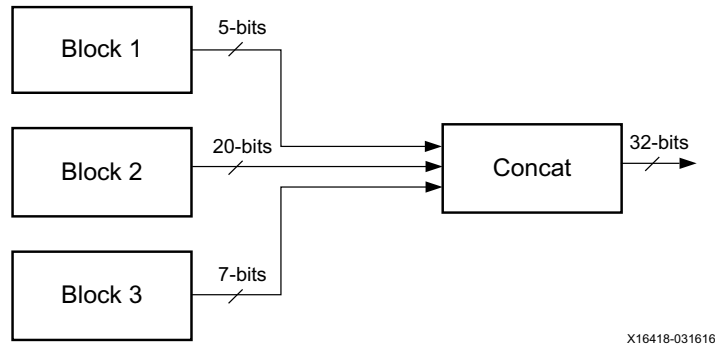 5-bits
Block 1
20-bits
32-bits
Block 2
Concat
7-bits
Block 3
X16418-031616